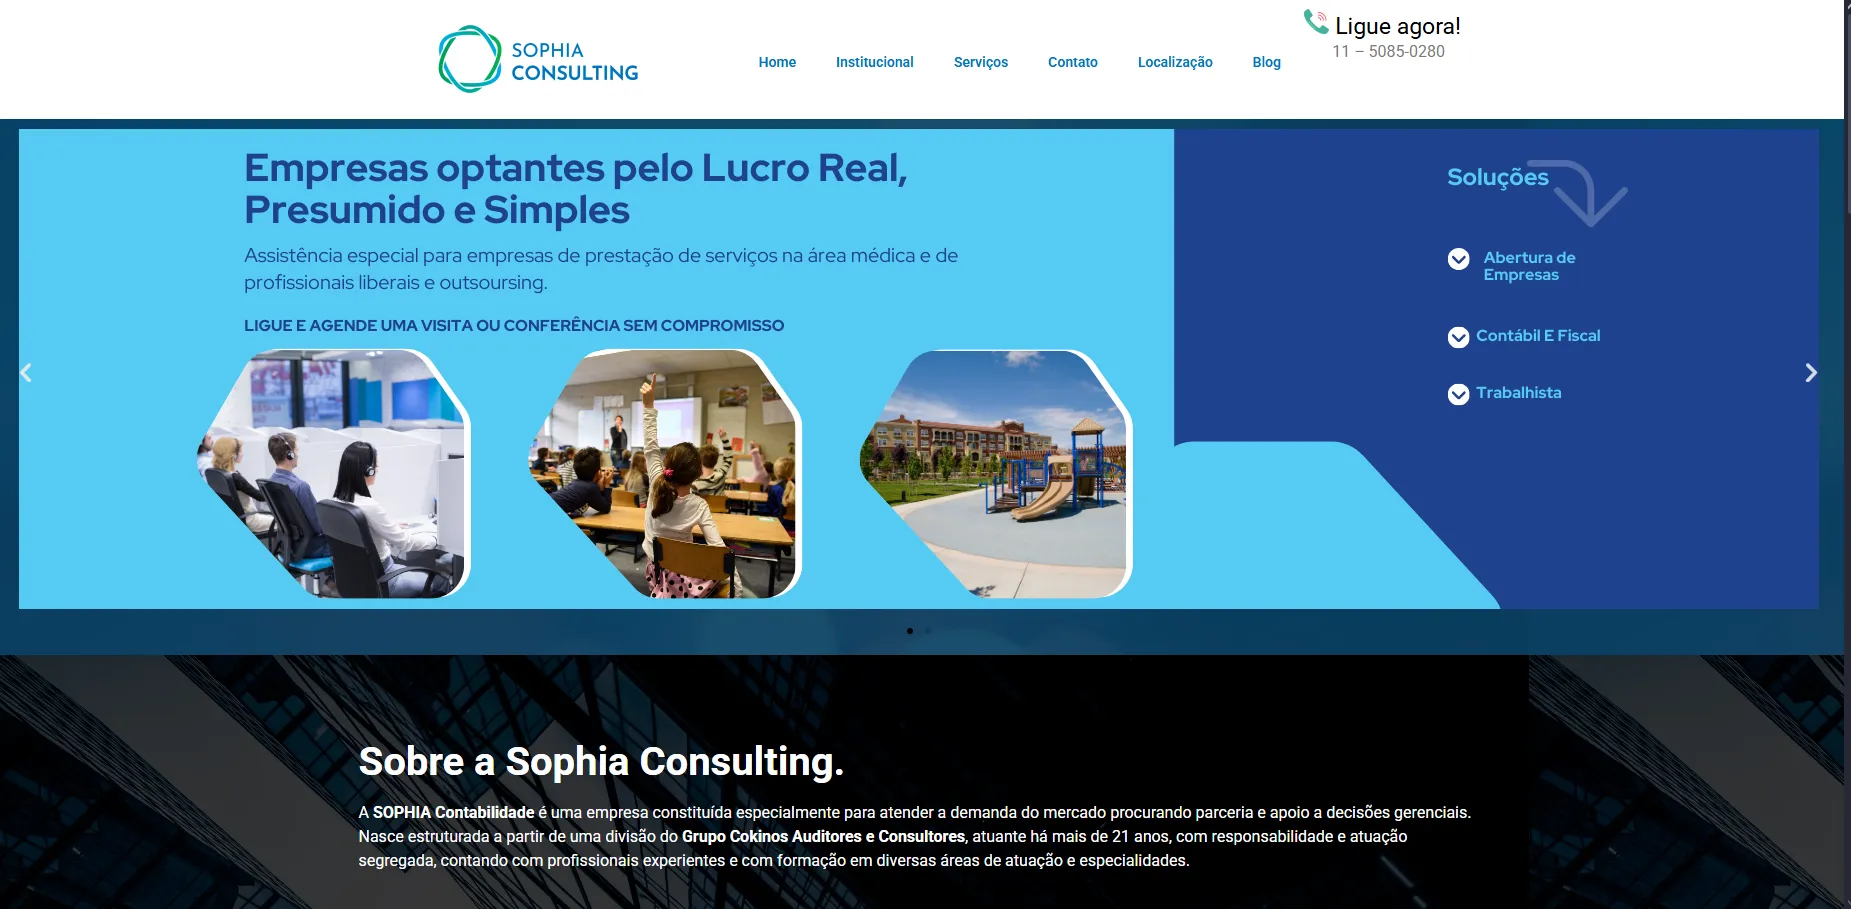 SOPHIA
CONSULTING
Home
Institucional
Serviços
Contato
Localização
Blog
Ligue agora!
11 – 5085-0280
Empresas optantes pelo Lucro Real,
Presumido e Simples
Assistência especial para empresas de prestação de serviços na área médica e de
profissionais liberais e outsoursing.
LIGUE E AGENDE UMA VISITA OU CONFERÊNCIA SEM COMPROMISSO
Soluções
Abertura de
Empresas
Contábil E Fiscal
Trabalhista
Sobre a Sophia Consulting.
A SOPHIA Contabilidade é uma empresa constituída especialmente para atender a demanda do mercado procurando parceria e apoio a decisões gerenciais.
Nasce estruturada a partir de uma divisão do Grupo Cokinos Auditores e Consultores, atuante há mais de 21 anos, com responsabilidade e atuação
segregada, contando com profissionais experientes e com formação em diversas áreas de atuação e especialidades.